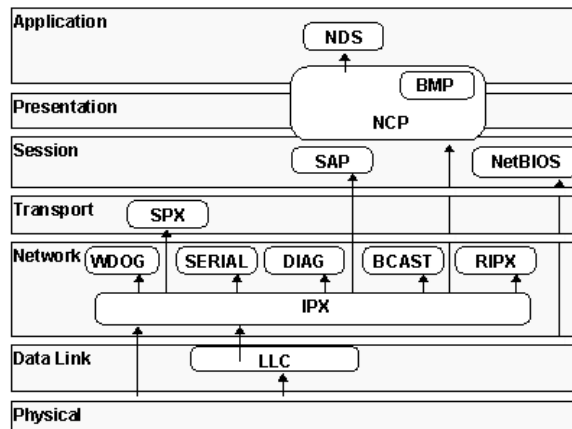 Application
NDS
BMP
Presentation
NCP
Session
SAP
NetBIOS
Transport
SPX
Network
WDOG
SERIAL
DIAG
BCAST
RIPX
IPX
Data Link
LLC
Physical